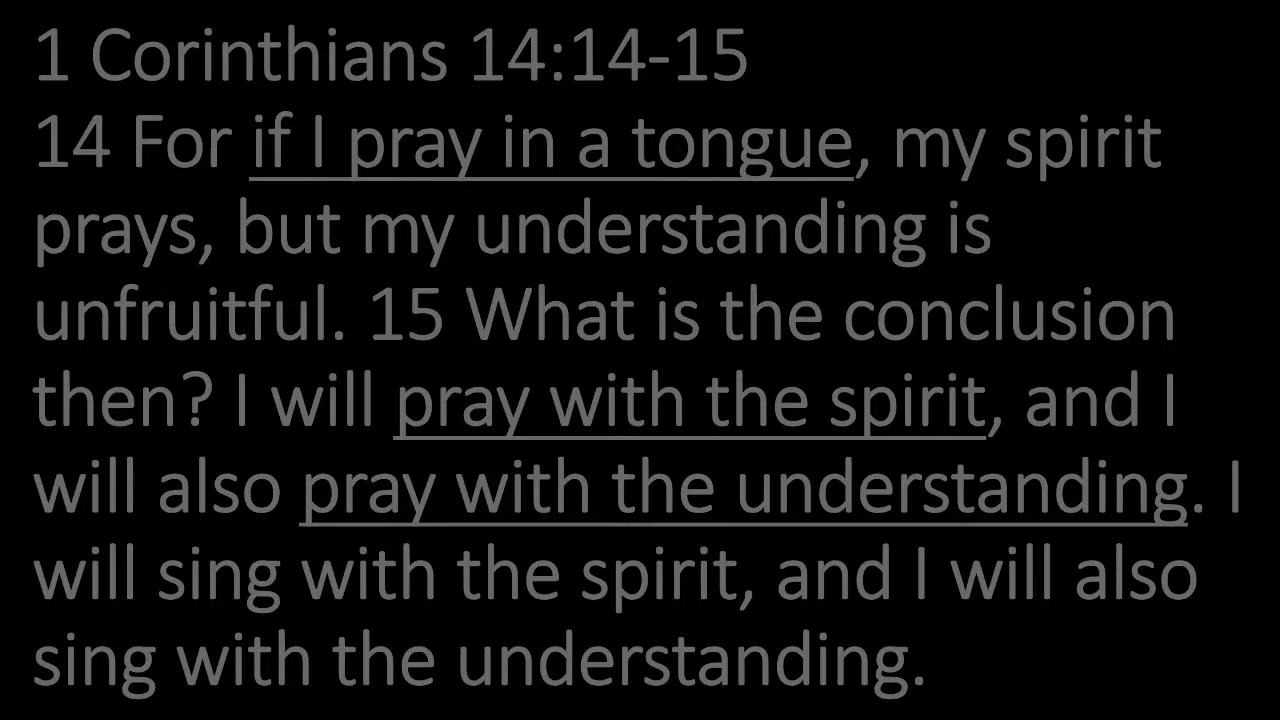 1 Corinthians 14:14-15
14 For if I pray in a tongue, my spirit
prays, but my understanding is
unfruitful. 15 What is the conclusion
then? I will pray with the spirit, and I
will also pray with the understanding. I
will sing with the spirit, and I will also
sing with the understanding.